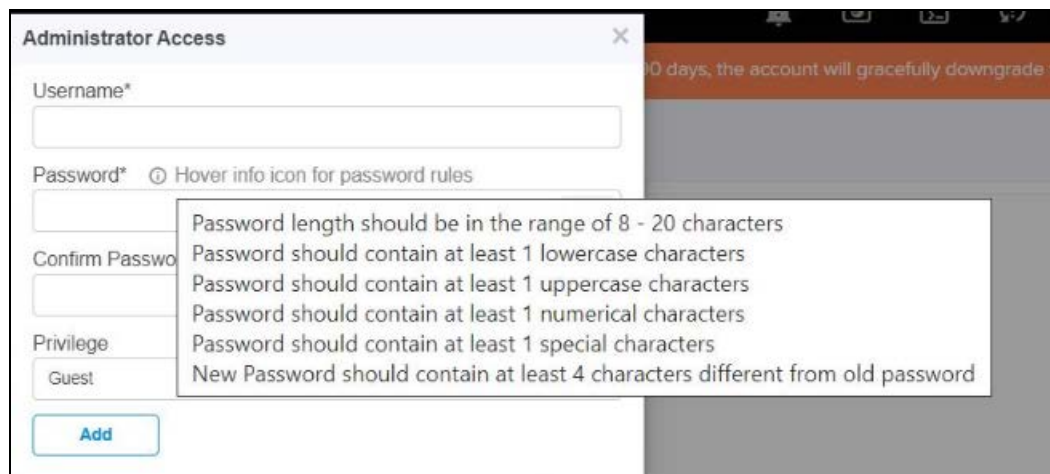 Administrator Access
90 days, the account will gracefully downgrade
Username*
Password* Hover info icon for password rules
Password length should be in the range of 8 - 20 characters
Password should contain at least 1 lowercase characters
Confirm Passwo
Password should contain at least 1 uppercase characters
Password should contain at least 1 numerical characters
Privilege
Password should contain at least 1 special characters
Guest
New Password should contain at least 4 characters different from old password
Add